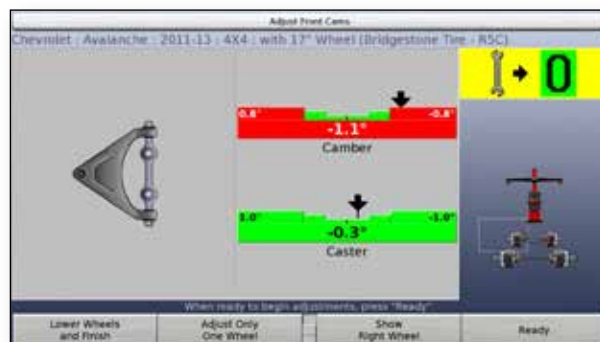 Adjust Front Cams
Chevrolet : Avalanche : 2011-13 : 4X4 : with 17" Wheel (Bridgestone Tire - RSC)
0
0.8° -0.8°
-1.1°
Camber
1.0° -1.0°
-0.3°
Caster
When ready to begin adjustments, press "Ready"
Lower Wheels
and Finish
Adjust Only
One Wheel
Show
Right Wheel
Ready